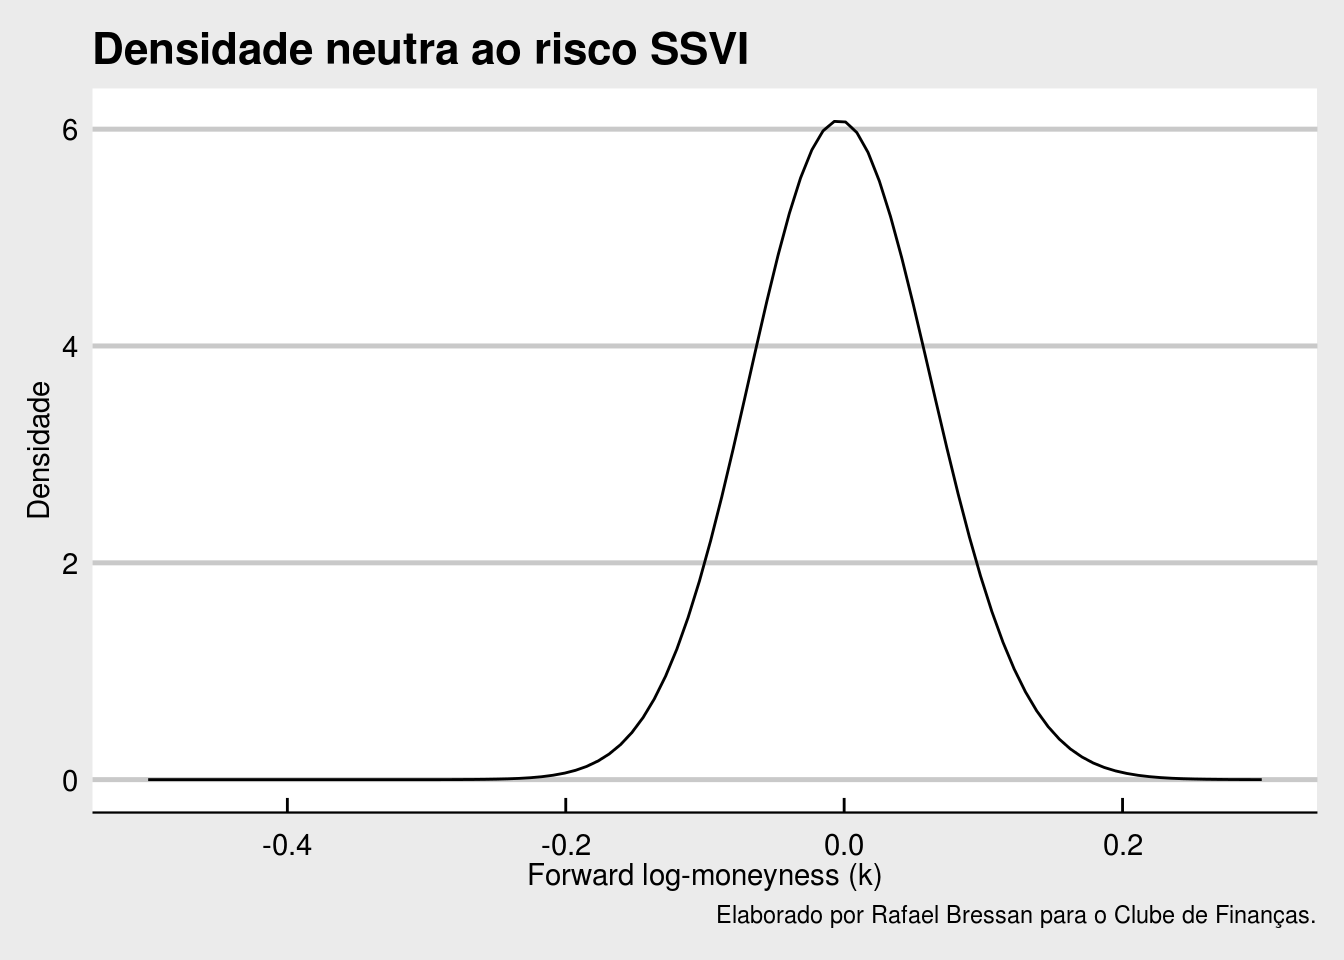 Densidade neutra ao risco SSVI
6
4
2
0
Densidade
-0.4
-0.2
0.0
0.2
Forward log-moneyness (k)
Elaborado por Rafael Bressan para o Clube de Finanças.